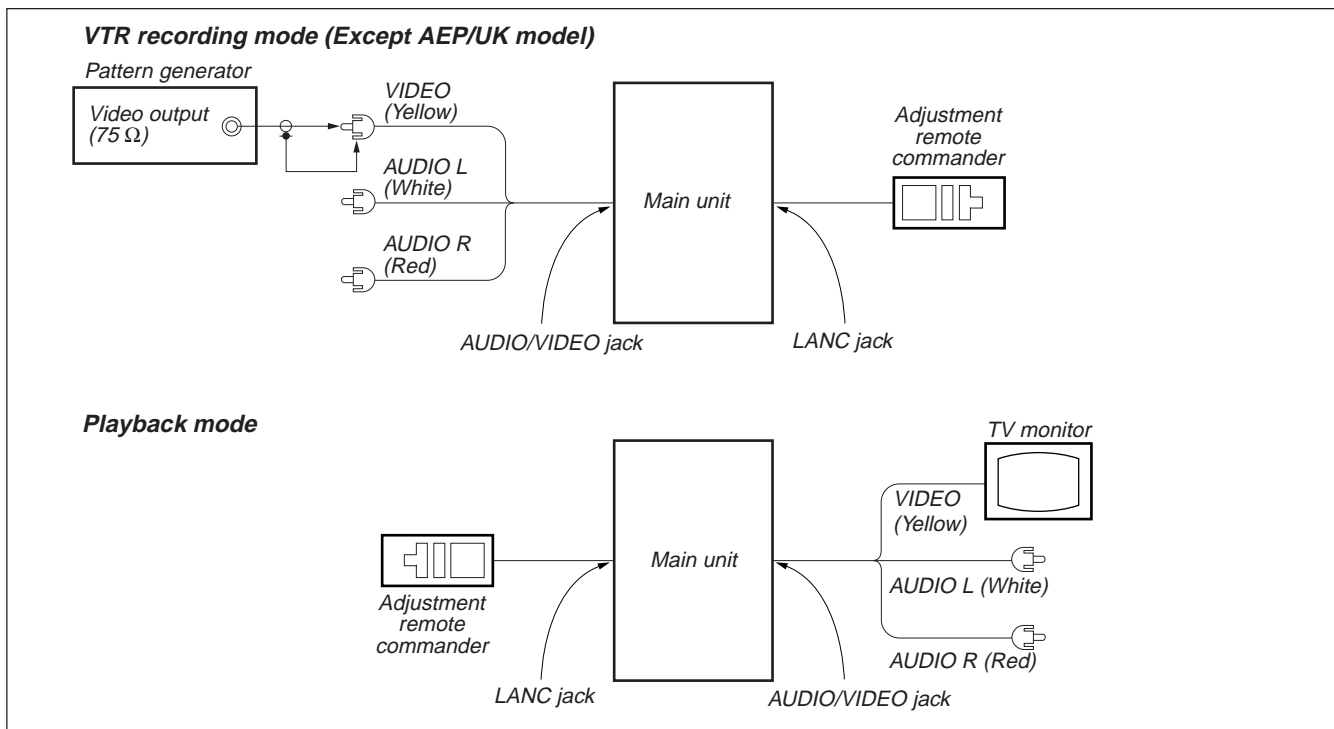 VTR recording mode (Except AEP/UK model)
Pattern generator
Video output
(75 Ω)
VIDEO
(Yellow)
AUDIO L
(White)
AUDIO R
(Red)
Main unit
Adjustment
remote
commander
AUDIO/VIDEO jack
LANC jack
Playback mode
TV monitor
VIDEO
(Yellow)
Main unit
AUDIO L (White)
Adjustment
remote
commander
AUDIO R (Red)
LANC jack
AUDIO/VIDEO jack